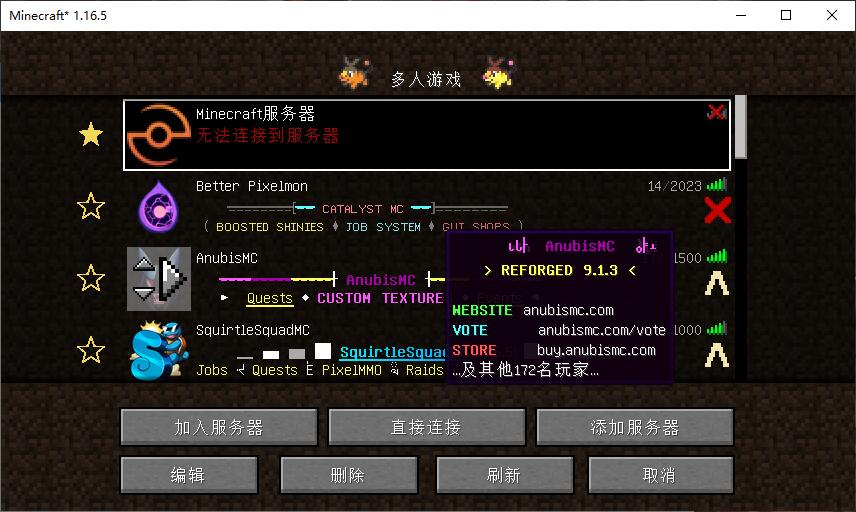 Minecraft* 1.16.5
多人游戏
Minecraft服务器
无法连接到服务器
Better Pixelmon
14/2023
CATALYST MC
( BOOSTED SHINIES ♦ JOB SYSTEM ♦ GUI SHOPS )
AnubisMC
1500
AnubisMC
► Quests ◆ CUSTOM TEXTURE
AnubisMC
> REFORGED 9.1.3 <
WEBSITE anubismc.com
VOTE anubismc.com/vote
STORE buy.anubismc.com
…及其他172名玩家…
SquirtleSquadMC
1000
SquirtleSquad
Jobs Quests PixelMMO Raids
加入服务器
直接连接
添加服务器
编辑
删除
刷新
取消